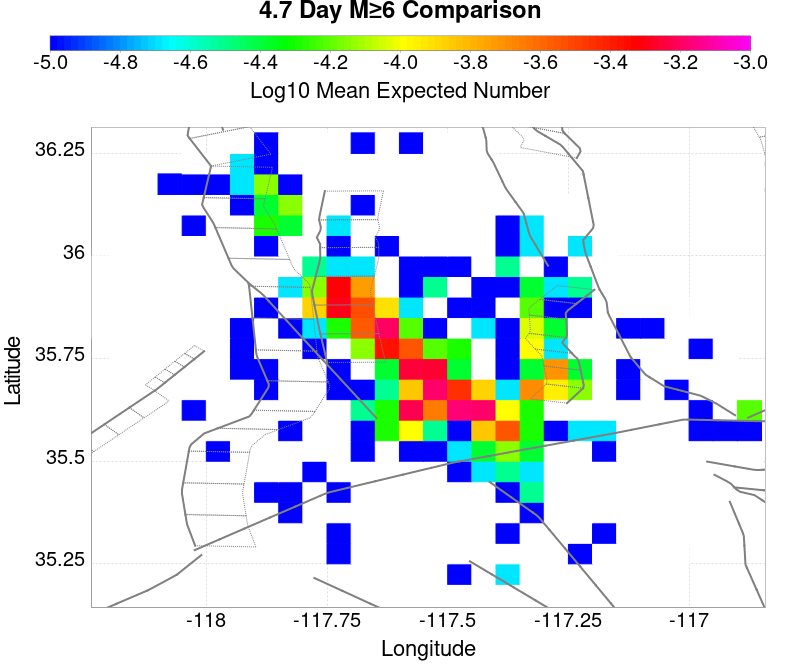 4.7 Day M≥6 Comparison
-5.0 -4.8 -4.6 -4.4 -4.2 -4.0 -3.8 -3.6 -3.4 -3.2 -3.0
Log10 Mean Expected Number
36.25
36
35.75
35.5
35.25
Latitude
-118 -117.75 -117.5 -117.25 -117
Longitude